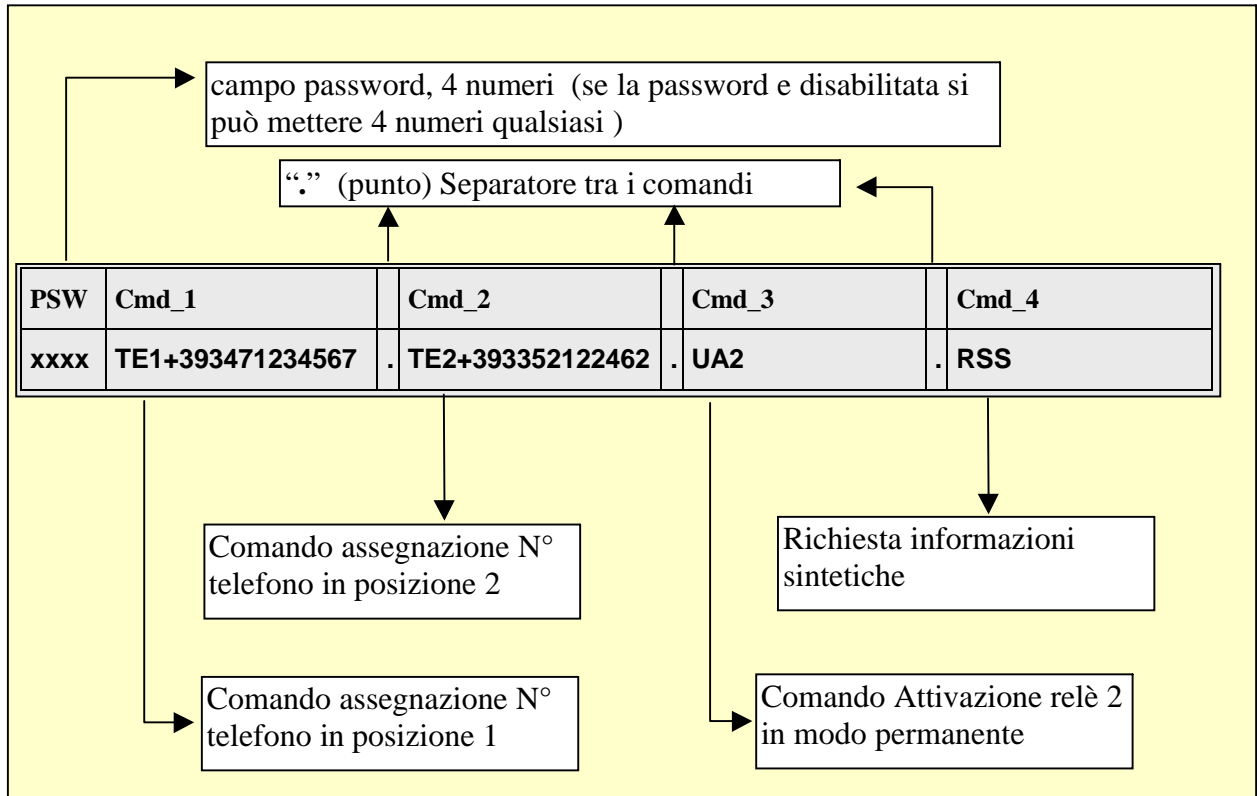 campo password, 4 numeri (se la password e disabilitata si
può mettere 4 numeri qualsiasi )
“.” (punto) Separatore tra i comandi
PSW Cmd_1 Cmd_2 Cmd_3 Cmd_4
xxxx TE1+393471234567 . TE2+393352122462 . UA2 . RSS
Comando assegnazione N°
telefono in posizione 2
Richiesta informazioni
sintetiche
Comando assegnazione N°
telefono in posizione 1
Comando Attivazione relè 2
in modo permanente